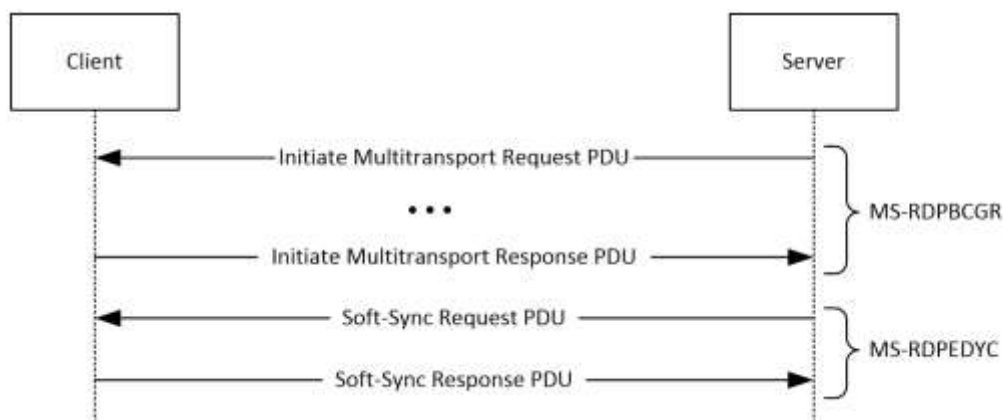 Client
Server
Initiate Multitransport Request PDU
MS-RDPBCGR
Initiate Multitransport Response PDU
Soft-Sync Request PDU
MS-RDPEDYC
Soft-Sync Response PDU